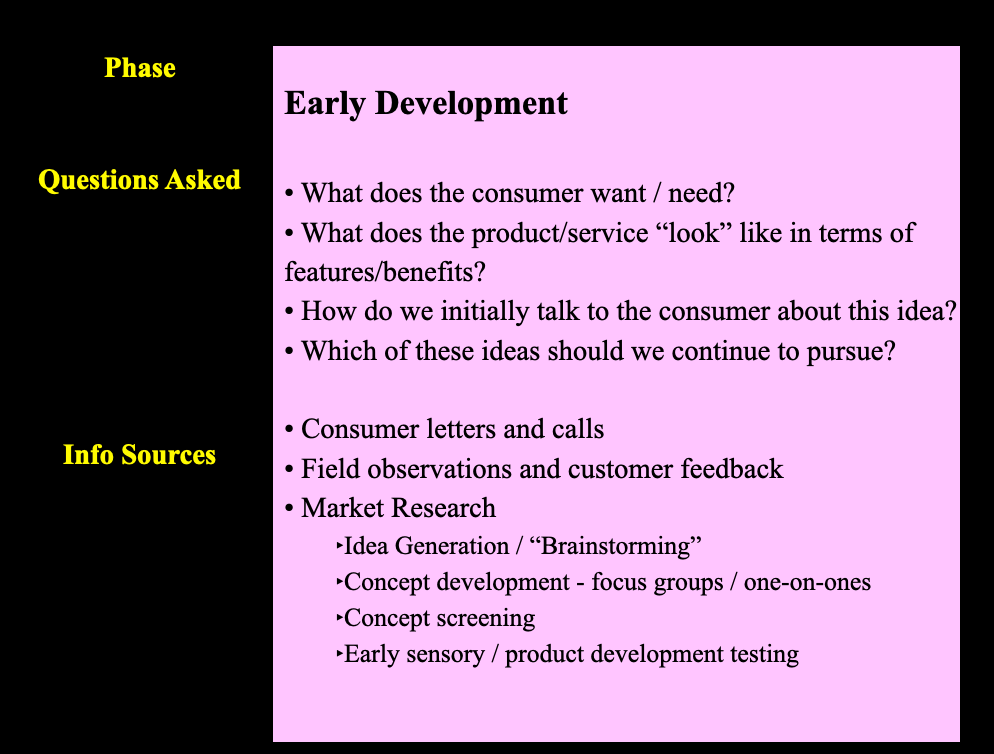 Phase
Early Development
Questions Asked
• What does the consumer want / need?
• What does the product/service “look” like in terms of
features/benefits?
• How do we initially talk to the consumer about this idea?
• Which of these ideas should we continue to pursue?
Info Sources
• Consumer letters and calls
• Field observations and customer feedback
• Market Research
‣Idea Generation / “Brainstorming”
‣Concept development - focus groups / one-on-ones
‣Concept screening
‣Early sensory / product development testing